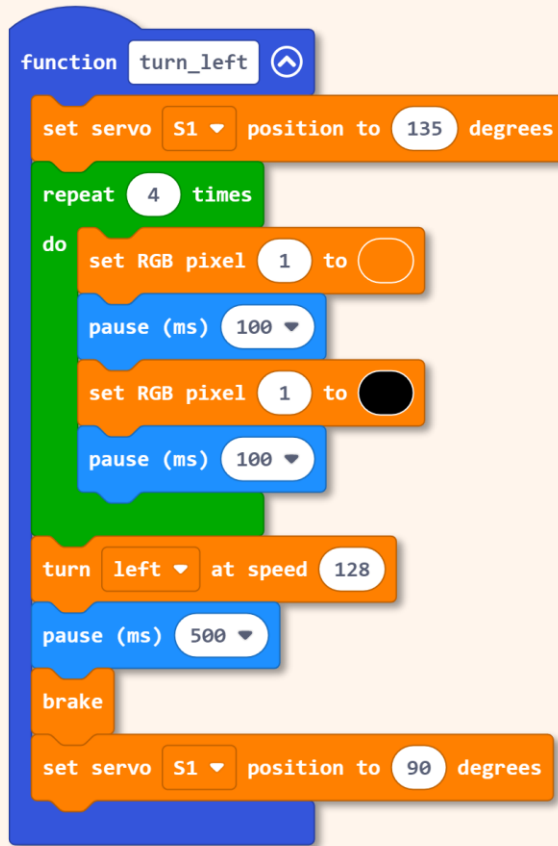 function turn_left
set servo S1 position to 135 degrees
repeat 4 times
do
set RGB pixel 1 to
pause (ms) 100
set RGB pixel 1 to
pause (ms) 100
turn left at speed 128
pause (ms) 500
brake
set servo S1 position to 90 degrees